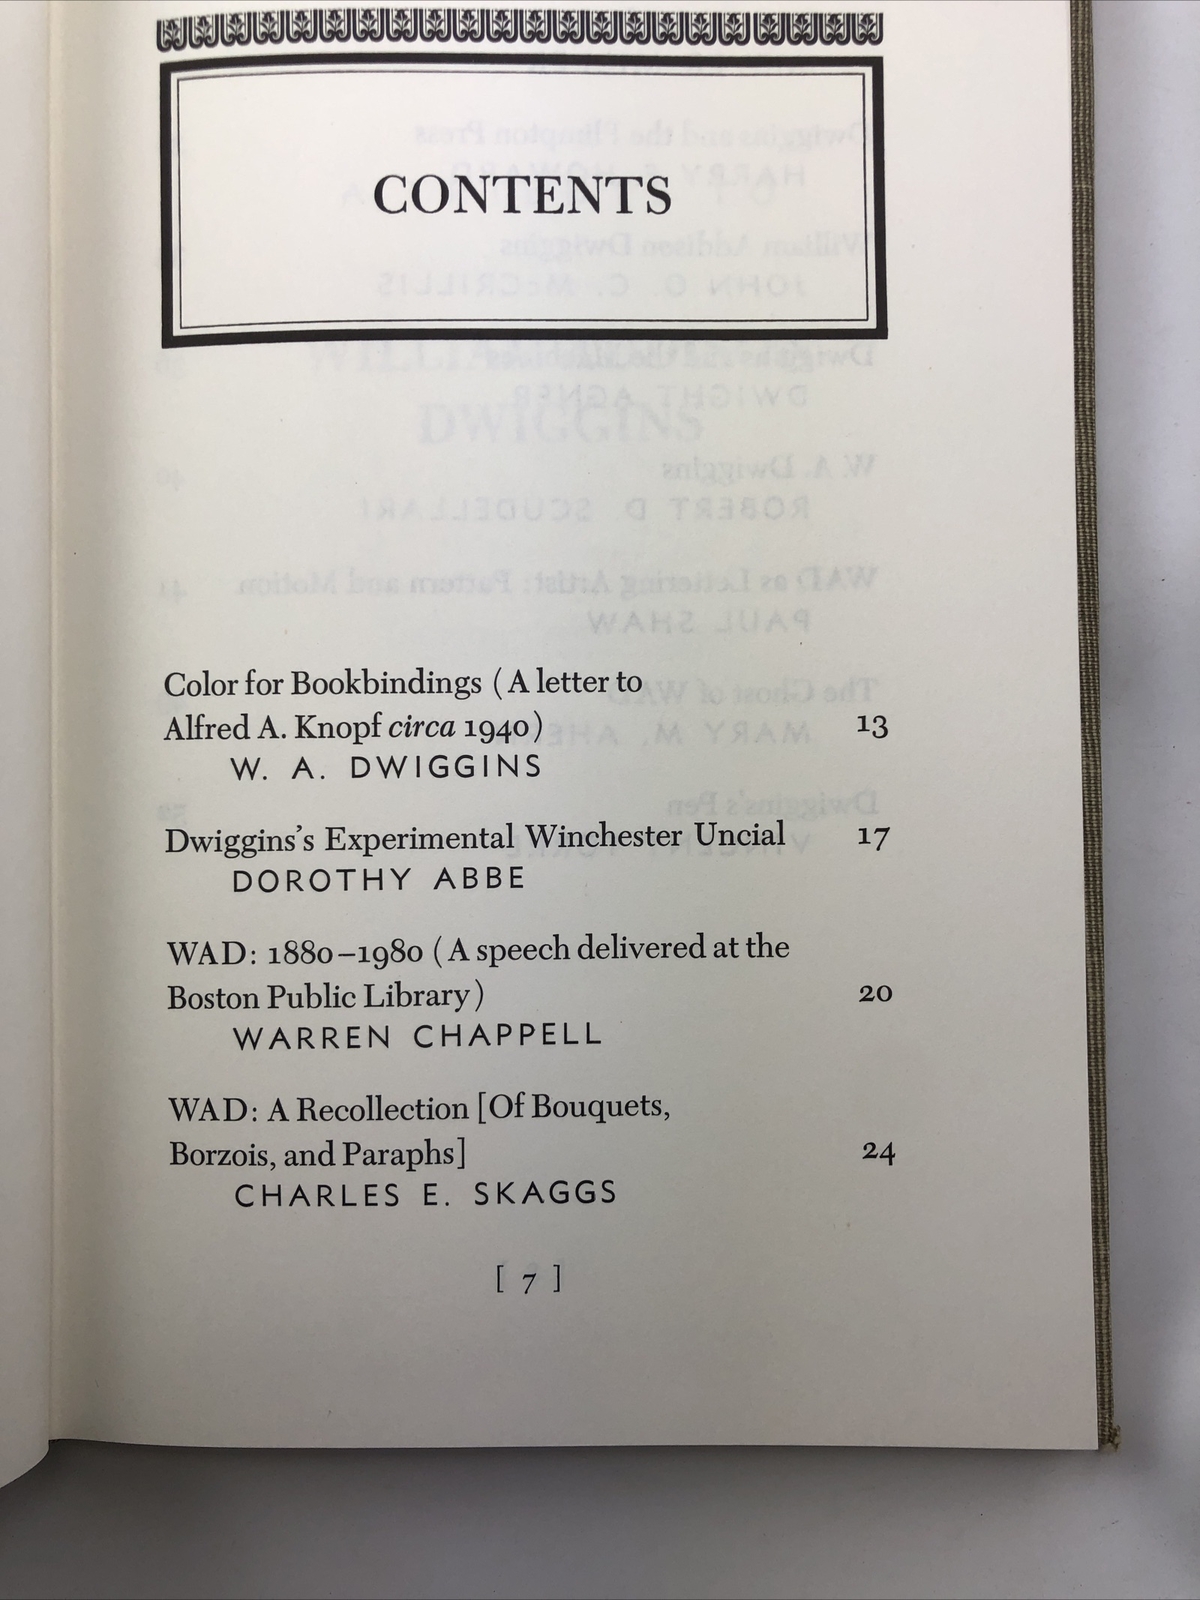 CONTENTS
Color for Bookbindings (A letter to
Alfred A. Knopf circa 1940) 13
W. A. DWIGGINS
Dwiggins's Experimental Winchester Uncial 17
DOROTHY ABBE
WAD: 1880–1980 (A speech delivered at the
Boston Public Library) 20
WARREN CHAPPELL
WAD: A Recollection [Of Bouquets,
Borzois, and Paraphs] 24
CHARLES E. SKAGGS
[ 7 ]